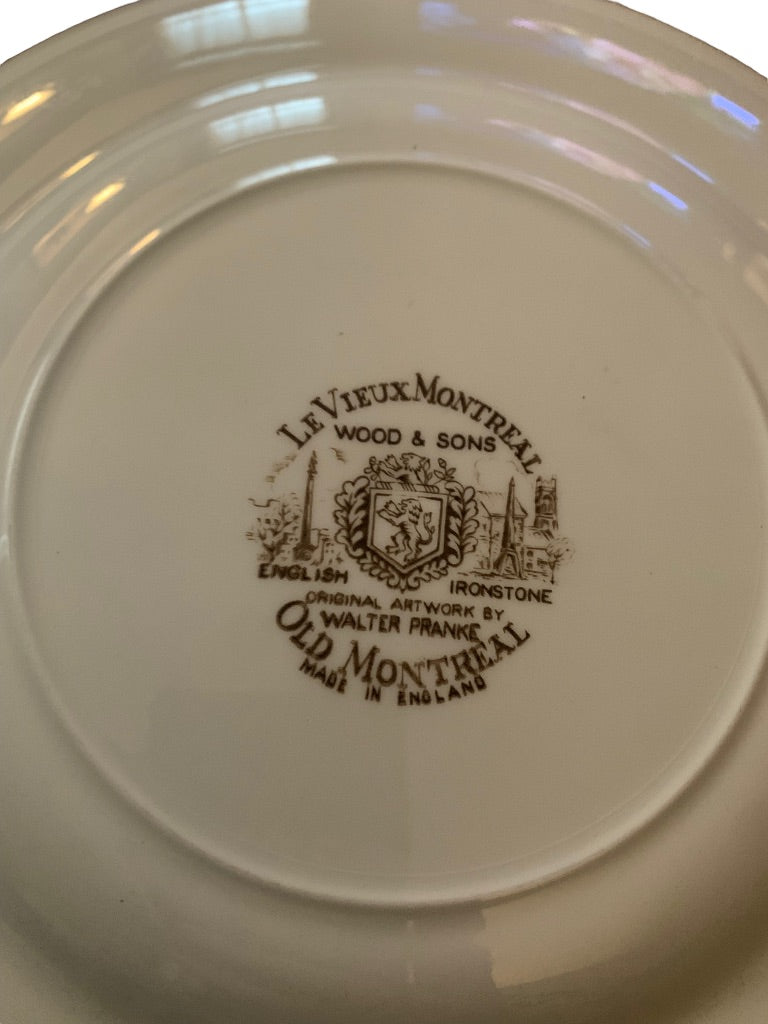 LE VIEUX MONTREAL
WOOD & SONS
ENGLISH
IRONSTONE
ORIGINAL ARTWORK BY
WALTER PRANKE
OLD MONTREAL
MADE IN ENGLAND